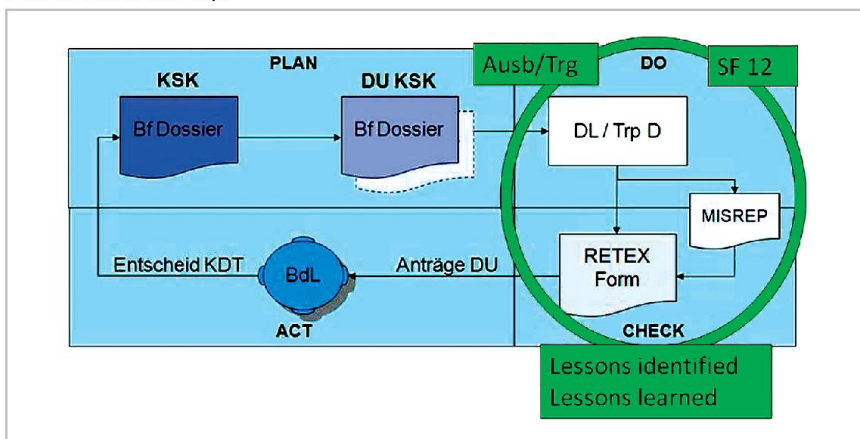 PLAN
Ausb/Trg
DO
SF 12
KSK
DU KSK
Bf Dossier
Bf Dossier
DL / Trp D
MISREP
Entscheid KDT
BdL
Anträge DU
RETEX
Form
ACT
CHECK
Lessons identified
Lessons learned